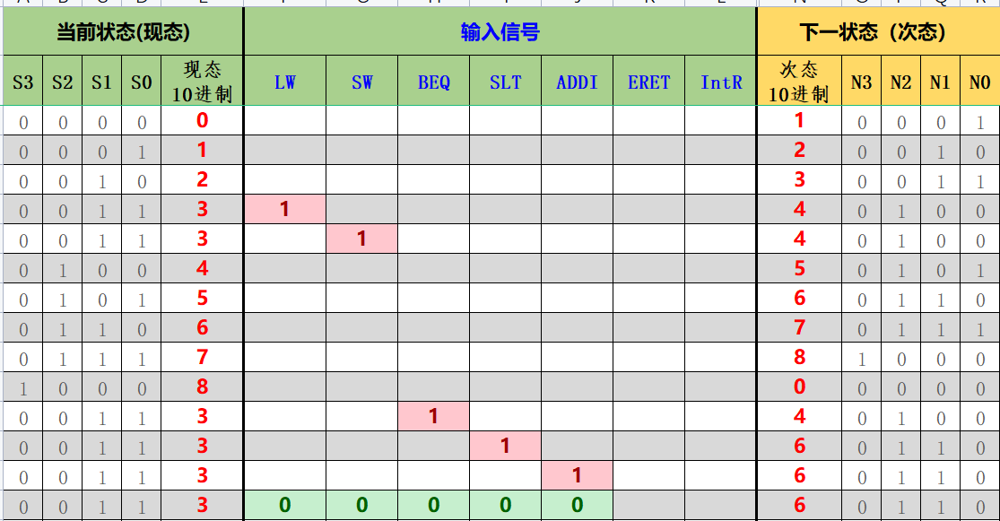 当前状态(现态) 输入信号 下一状态（次态）
S3 S2 S1 S0 现态 10进制 LW SW BEQ SLT ADDI ERET IntR 次态 10进制 N3 N2 N1 N0
0 0 0 0 0 1 0 0 0 1
0 0 0 1 1 2 0 0 1 0
0 0 1 0 2 3 0 0 1 1
0 0 1 1 3 1 4 0 1 0 0
0 0 1 1 3 1 4 0 1 0 0
0 1 0 0 4 5 0 1 0 1
0 1 0 1 5 6 0 1 1 0
0 1 1 0 6 7 0 1 1 1
0 1 1 1 7 8 1 0 0 0
1 0 0 0 8 0 0 0 0 0
0 0 1 1 3 1 4 0 1 0 0
0 0 1 1 3 1 6 0 1 1 0
0 0 1 1 3 1 6 0 1 1 0
0 0 1 1 3 0 0 0 0 0 6 0 1 1 0